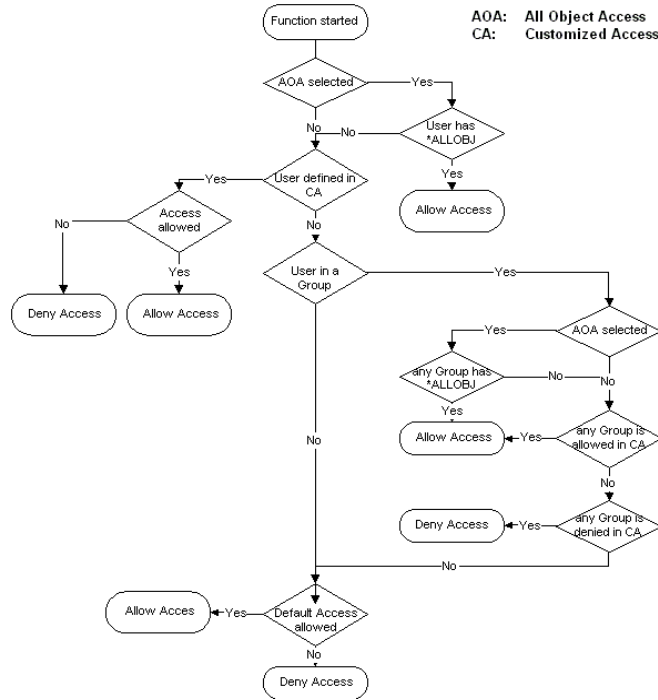 Function started
AOA: All Object Access
CA: Customized Access
AOA selected
Yes
No
No
User has
*ALLOBJ
Yes
User defined in
CA
Yes
Allow Access
No
Access
allowed
No
Yes
User in a
Group
Yes
Deny Access
Allow Access
AOA selected
Yes
any Group has
*ALLOBJ
No
No
Yes
No
Allow Access
Yes
any Group is
allowed in CA
No
Deny Access
Yes
any Group is
denied in CA
No
Allow Acces
Yes
Default Access
allowed
No
Deny Access